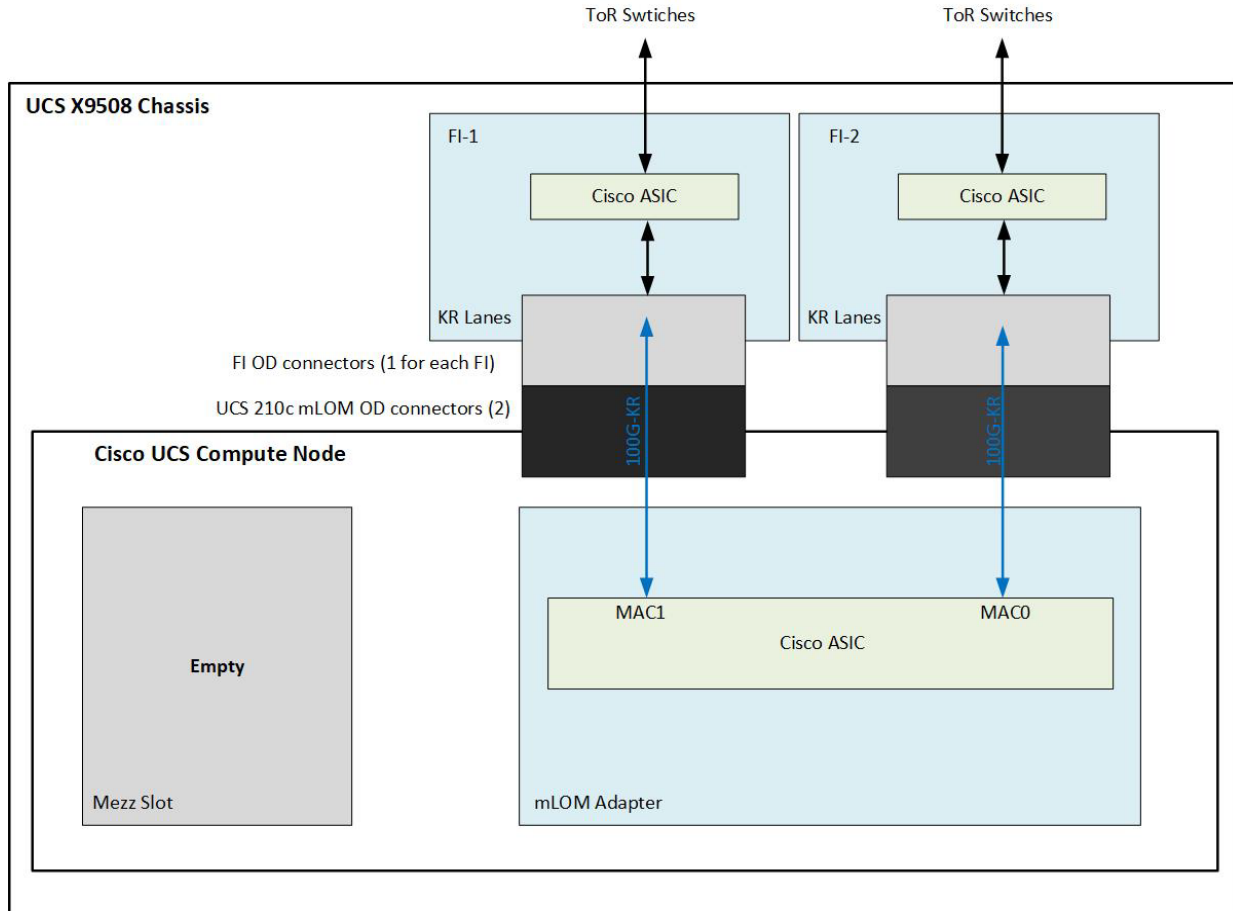 ToR Swtiches
ToR Switches
UCS X9508 Chassis
FI-1
FI-2
Cisco ASIC
Cisco ASIC
KR Lanes
KR Lanes
FI OD connectors (1 for each FI)
UCS 210c mLOM OD connectors (2)
100G-KR
100G-KR
Cisco UCS Compute Node
MAC1
MAC0
Cisco ASIC
Empty
Mezz Slot
mLOM Adapter